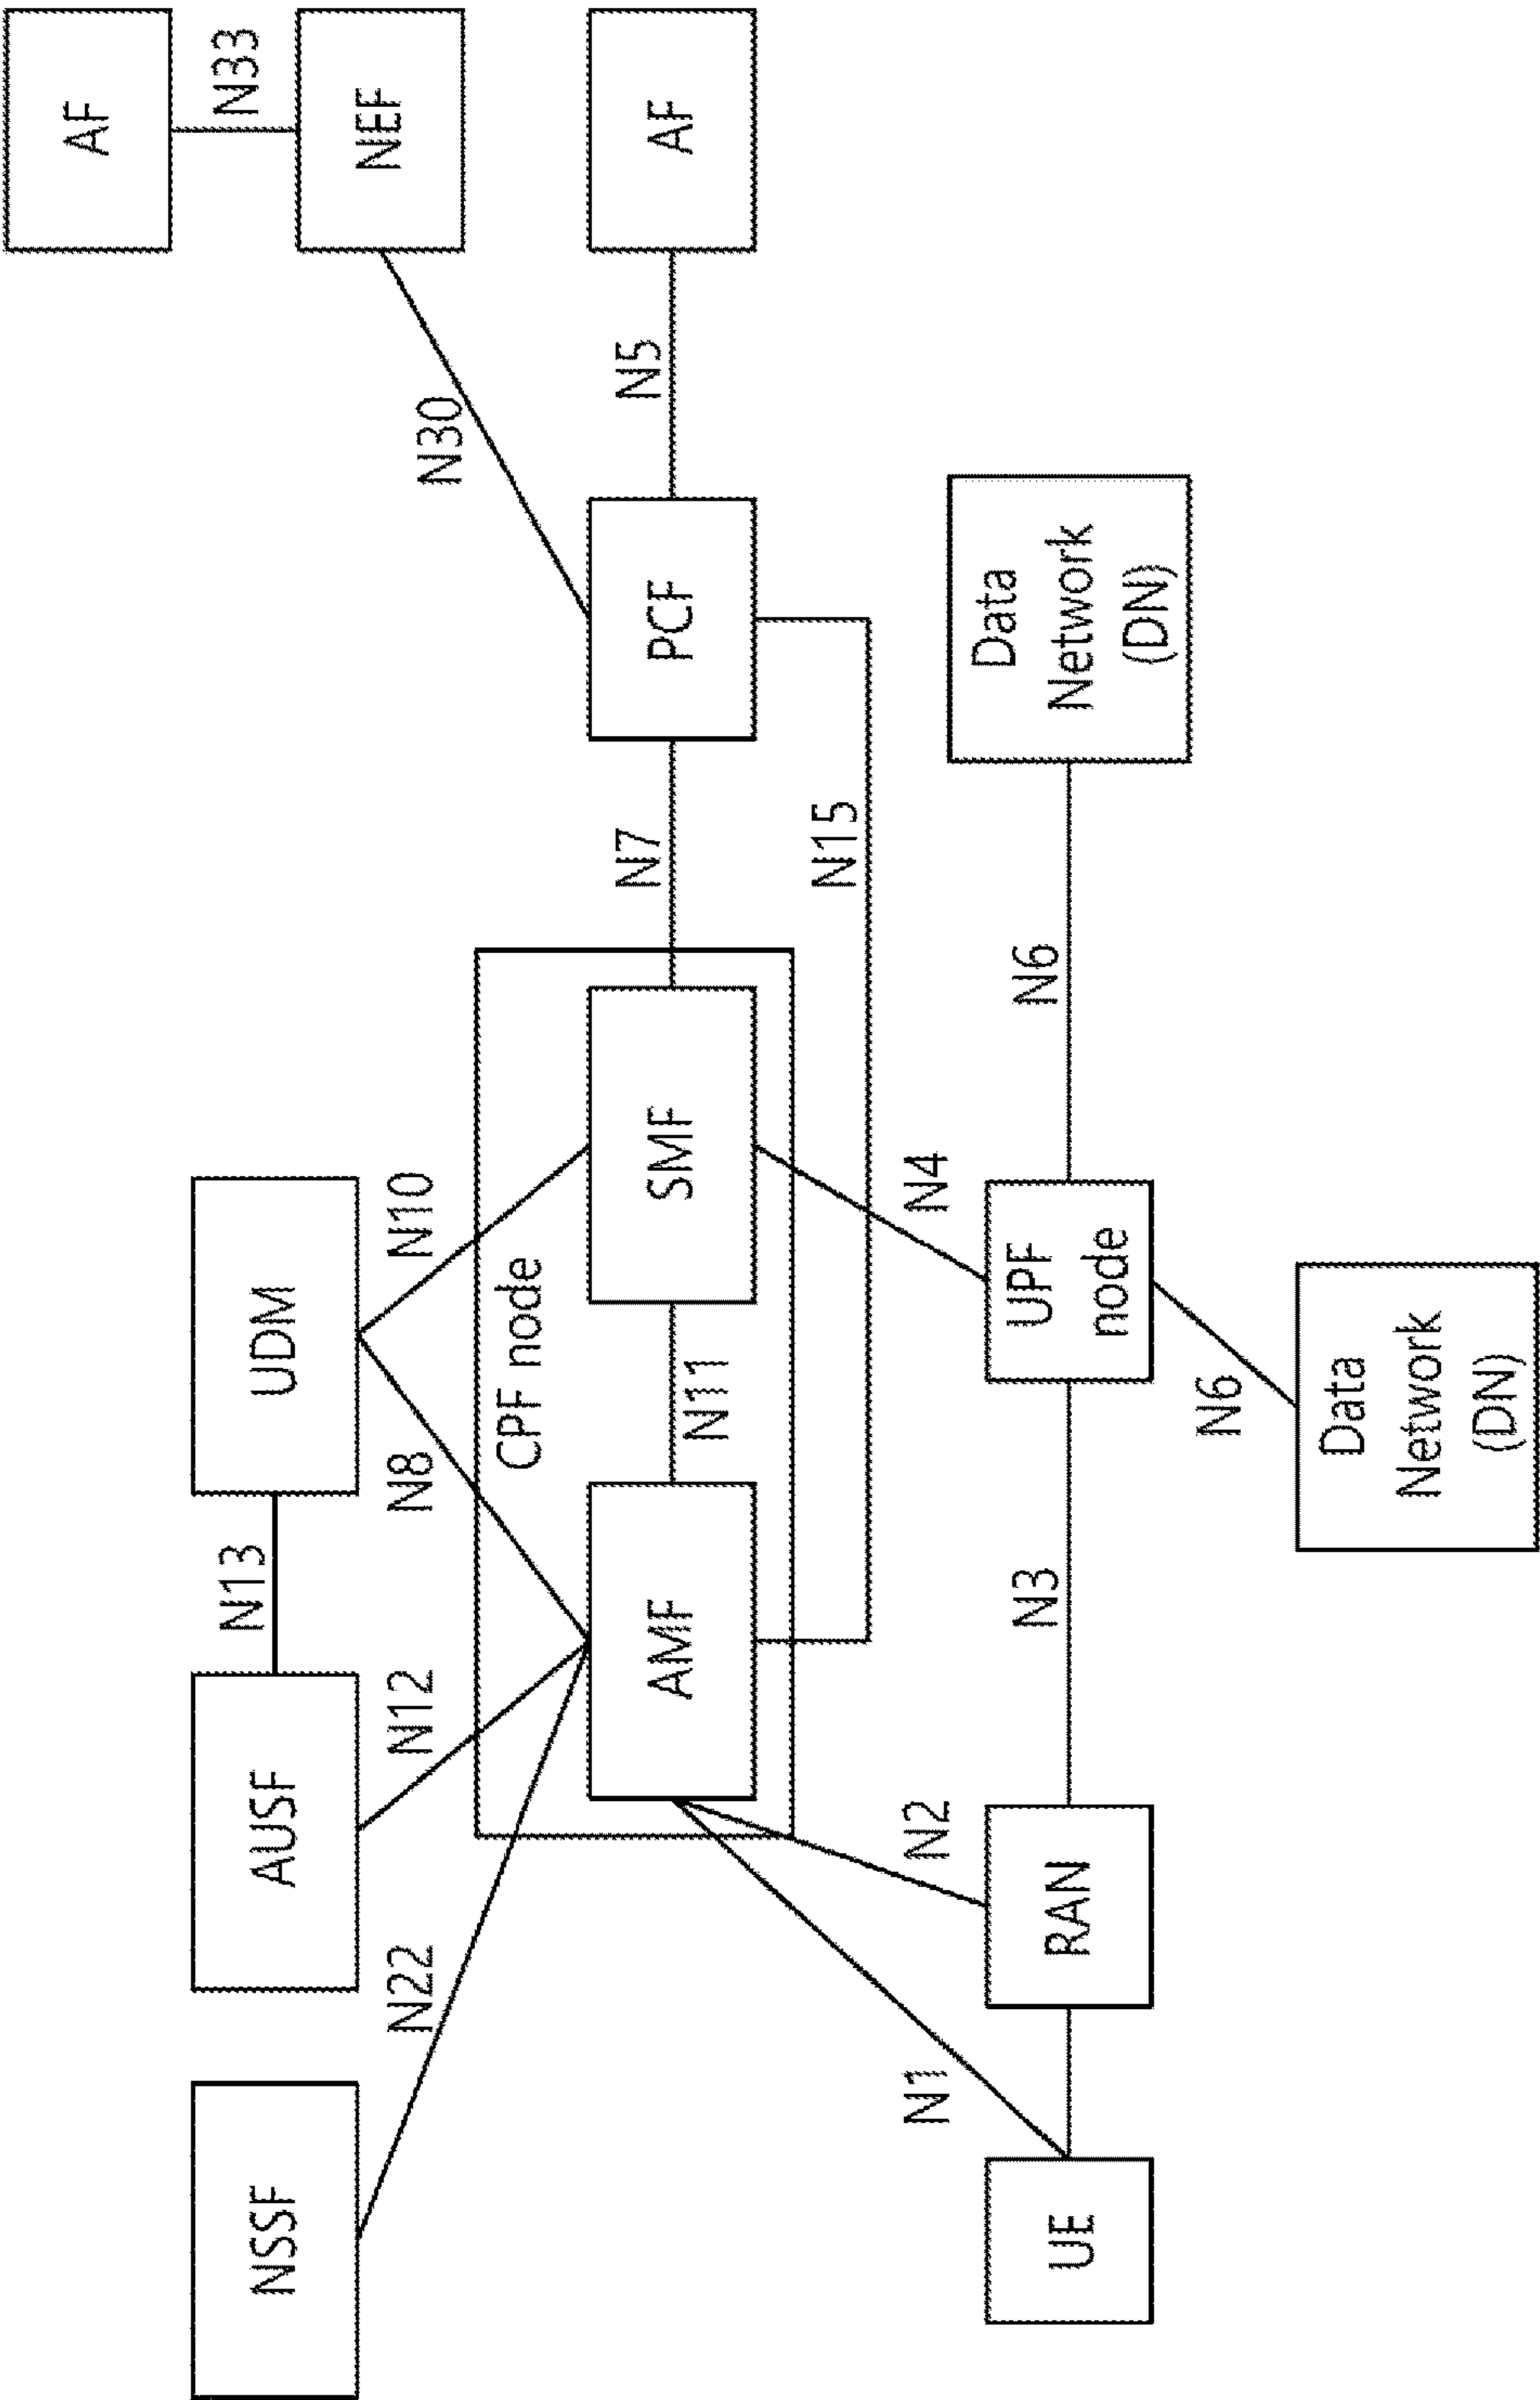 NSSF
AUSF
N13
UDM
AF
N33
N22
N12
N8
N10
NEF
N30
CPF node
AMF
N11
SMF
N7
PCF
N5
AF
N15
N1
N2
N4
UE
RAN
N3
UPF
node
N6
Data
Network
(DN)
N6
Data
Network
(DN)